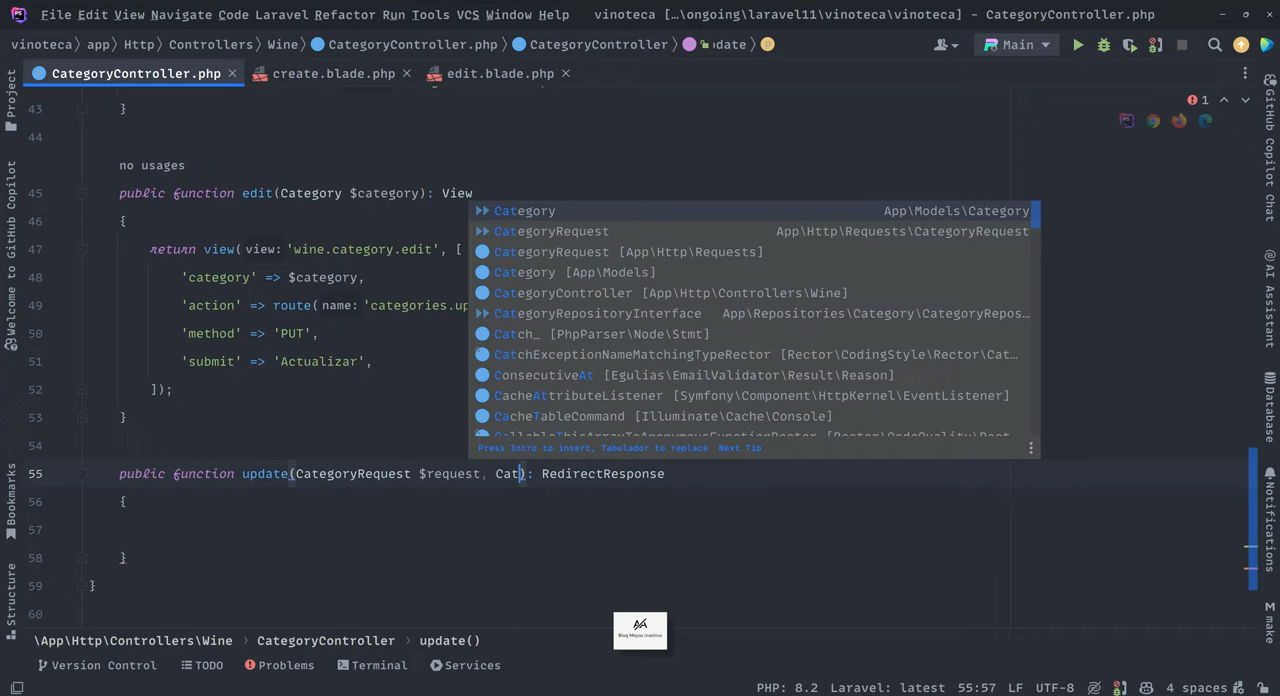 File Edit View Navigate Code Laravel Refactor Run Tools VCS Window Help vinoteca [...\ongoing\laravel11\vinoteca\vinoteca] - CategoryController.php
vinoteca app Http Controllers Wine CategoryController.php CategoryController update Main
CategoryController.php create.blade.php edit.blade.php
Project
Welcome to GitHub Copilot
Bookmarks
Structure
1
43 }
44
no usages
45 public function edit(Category $category): View
46 {
47 return view( view: 'wine.category.edit', [
48 'category' => $category,
49 'action' => route( name: 'categories.up
50 'method' => 'PUT',
51 'submit' => 'Actualizar',
52 ]);
53 }
54
55 public function update(CategoryRequest $request, Cat): RedirectResponse
56 {
57
58 }
59 }
60
Category App\Models\Category
CategoryRequest App\Http\Requests\CategoryRequest
CategoryRequest [App\Http\Requests]
Category [App\Models]
CategoryController [App\Http\Controllers\Wine]
CategoryRepositoryInterface App\Repositories\Category\CategoryRepos...
Catch_ [PhpParser\Node\Stmt]
CatchExceptionNameMatchingTypeRector [Rector\CodingStyle\Rector\Cat...
ConsecutiveAt [Egulias\EmailValidator\Result\Reason]
CacheAttributeListener [Symfony\Component\HttpKernel\EventListener]
CacheTableCommand [Illuminate\Cache\Console]
Press Intro to insert, Tabulador to replace Next Tip
GitHub Copilot Chat
AI Assistant
Database
Notifications
make
Bloq Mayús inactivo
\App\Http\Controllers\Wine CategoryController update()
Version Control TODO Problems Terminal Services
PHP: 8.2 Laravel: latest 55:57 LF UTF-8 4 spaces